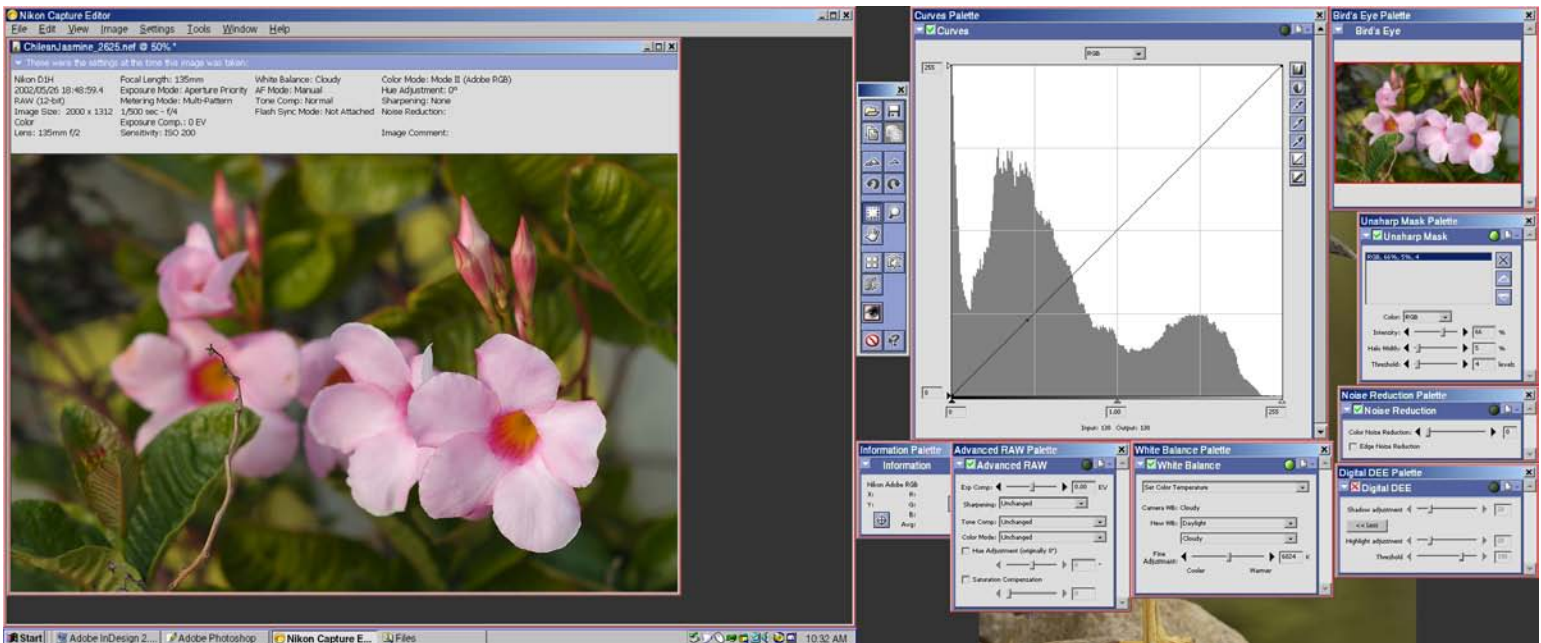 Nikon Capture Editor
File Edit View Image Settings Tools Window Help
ChileanJasmine_2625.nef @ 50% *
These were the settings at the time this image was taken:
Nikon D1H
2002/05/26 18:48:59.4
RAW (12-bit)
Image Size: 2000 x 1312
Color
Lens: 135mm f/2
Focal Length: 135mm
Exposure Mode: Aperture Priority
Metering Mode: Multi-Pattern
1/500 sec - f/4
Exposure Comp.: 0 EV
Sensitivity: ISO 200
White Balance: Cloudy
AF Mode: Manual
Tone Comp: Normal
Flash Sync Mode: Not Attached
Color Mode: Mode II (Adobe RGB)
Hue Adjustment: 0°
Sharpening: None
Noise Reduction:
Image Comment:
Curves Palette
Curves
RGB
255
0
0
1.00
255
Input: 130 Output: 130
Bird's Eye Palette
Bird's Eye
Unsharp Mask Palette
Unsharp Mask
RGB, 66%, 5%, 4
Color: RGB
Intensity: 66 %
Halo Width: 5 %
Threshold: 4 levels
Noise Reduction Palette
Noise Reduction
Color Noise Reduction: 0
Edge Noise Reduction
Information Palette
Information
Nikon Adobe RGB
X: R:
Y: G:
B:
Avg:
Advanced RAW Palette
Advanced RAW
Exp Comp: 0.00 EV
Sharpening: Unchanged
Tone Comp: Unchanged
Color Mode: Unchanged
Hue Adjustment (originally 0°)
Saturation Compensation
White Balance Palette
White Balance
Set Color Temperature
Camera WB: Cloudy
New WB: Daylight
Cloudy
Fine Adjustment: 6024 K
Cooler Warmer
Digital DEE Palette
Digital DEE
Shadow adjustment
<< Less
Highlight adjustment
Threshold
Start
Adobe InDesign 2....
Adobe Photoshop
Nikon Capture E...
Files
10:32 AM